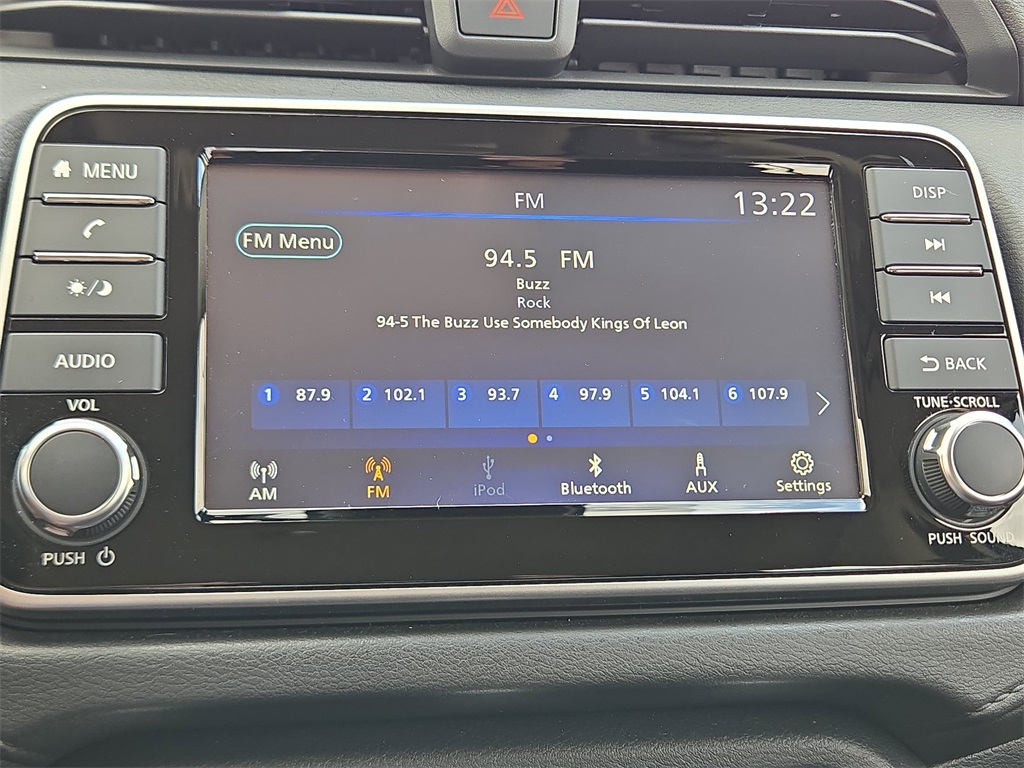 MENU
DISP
FM
13:22
FM Menu
94.5 FM
Buzz
Rock
94-5 The Buzz Use Somebody Kings Of Leon
AUDIO
BACK
VOL
TUNE·SCROLL
1 87.9 2 102.1 3 93.7 4 97.9 5 104.1 6 107.9
AM FM iPod Bluetooth AUX Settings
PUSH
PUSH SOUND